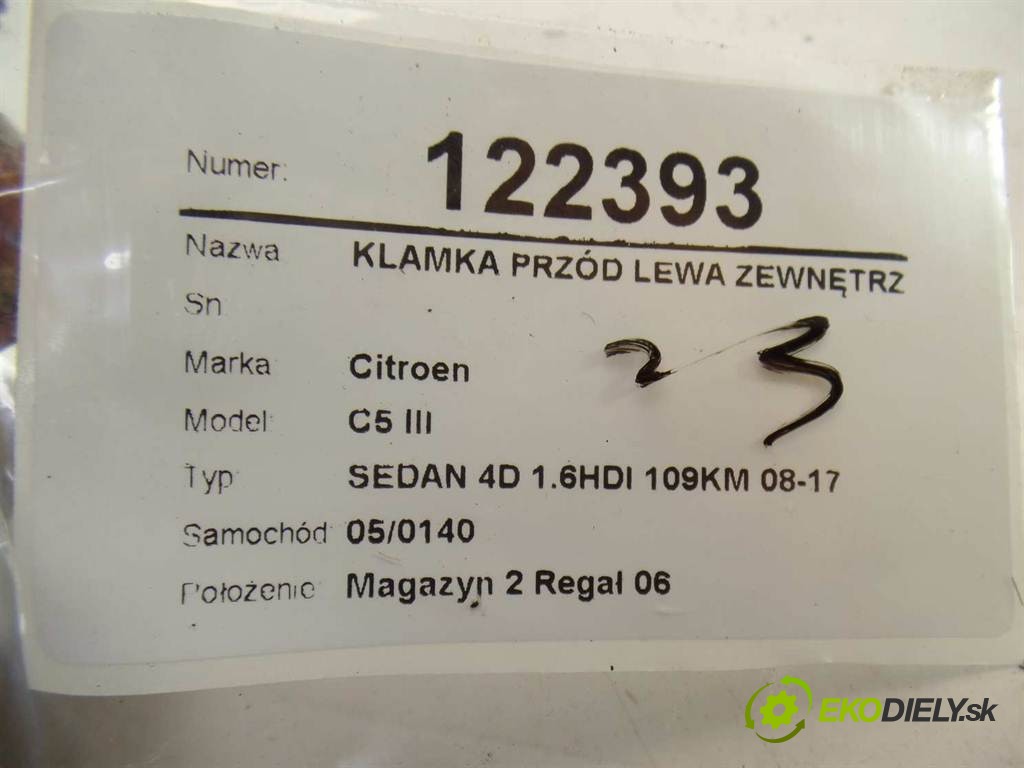 Numer: 122393
Nazwa KLAMKA PRZÓD LEWA ZEWNĘTRZ
Sn
23
Marka Citroen
Model C5 III
Typ SEDAN 4D 1.6HDI 109KM 08-17
Samochód 05/0140
Położenie Magazyn 2 Regał 06
EKODIELY.sk